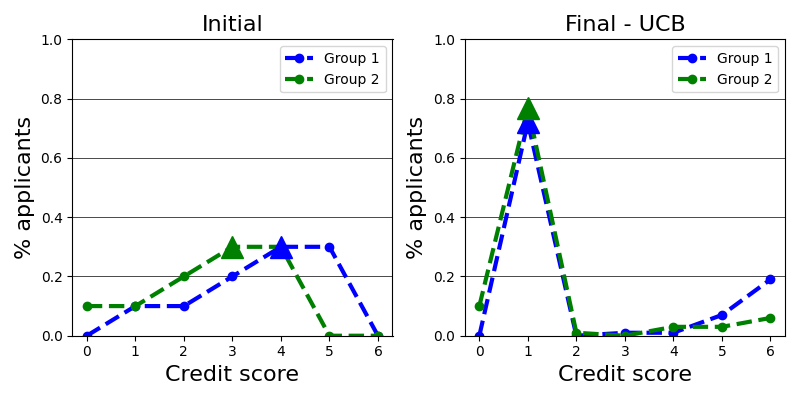 Initial
1.0
0.8
0.6
0.4
0.2
0.0
% applicants
0 1 2 3 4 5 6
Credit score
Group 1
Group 2
Final - UCB
1.0
0.8
0.6
0.4
0.2
0.0
% applicants
0 1 2 3 4 5 6
Credit score
Group 1
Group 2